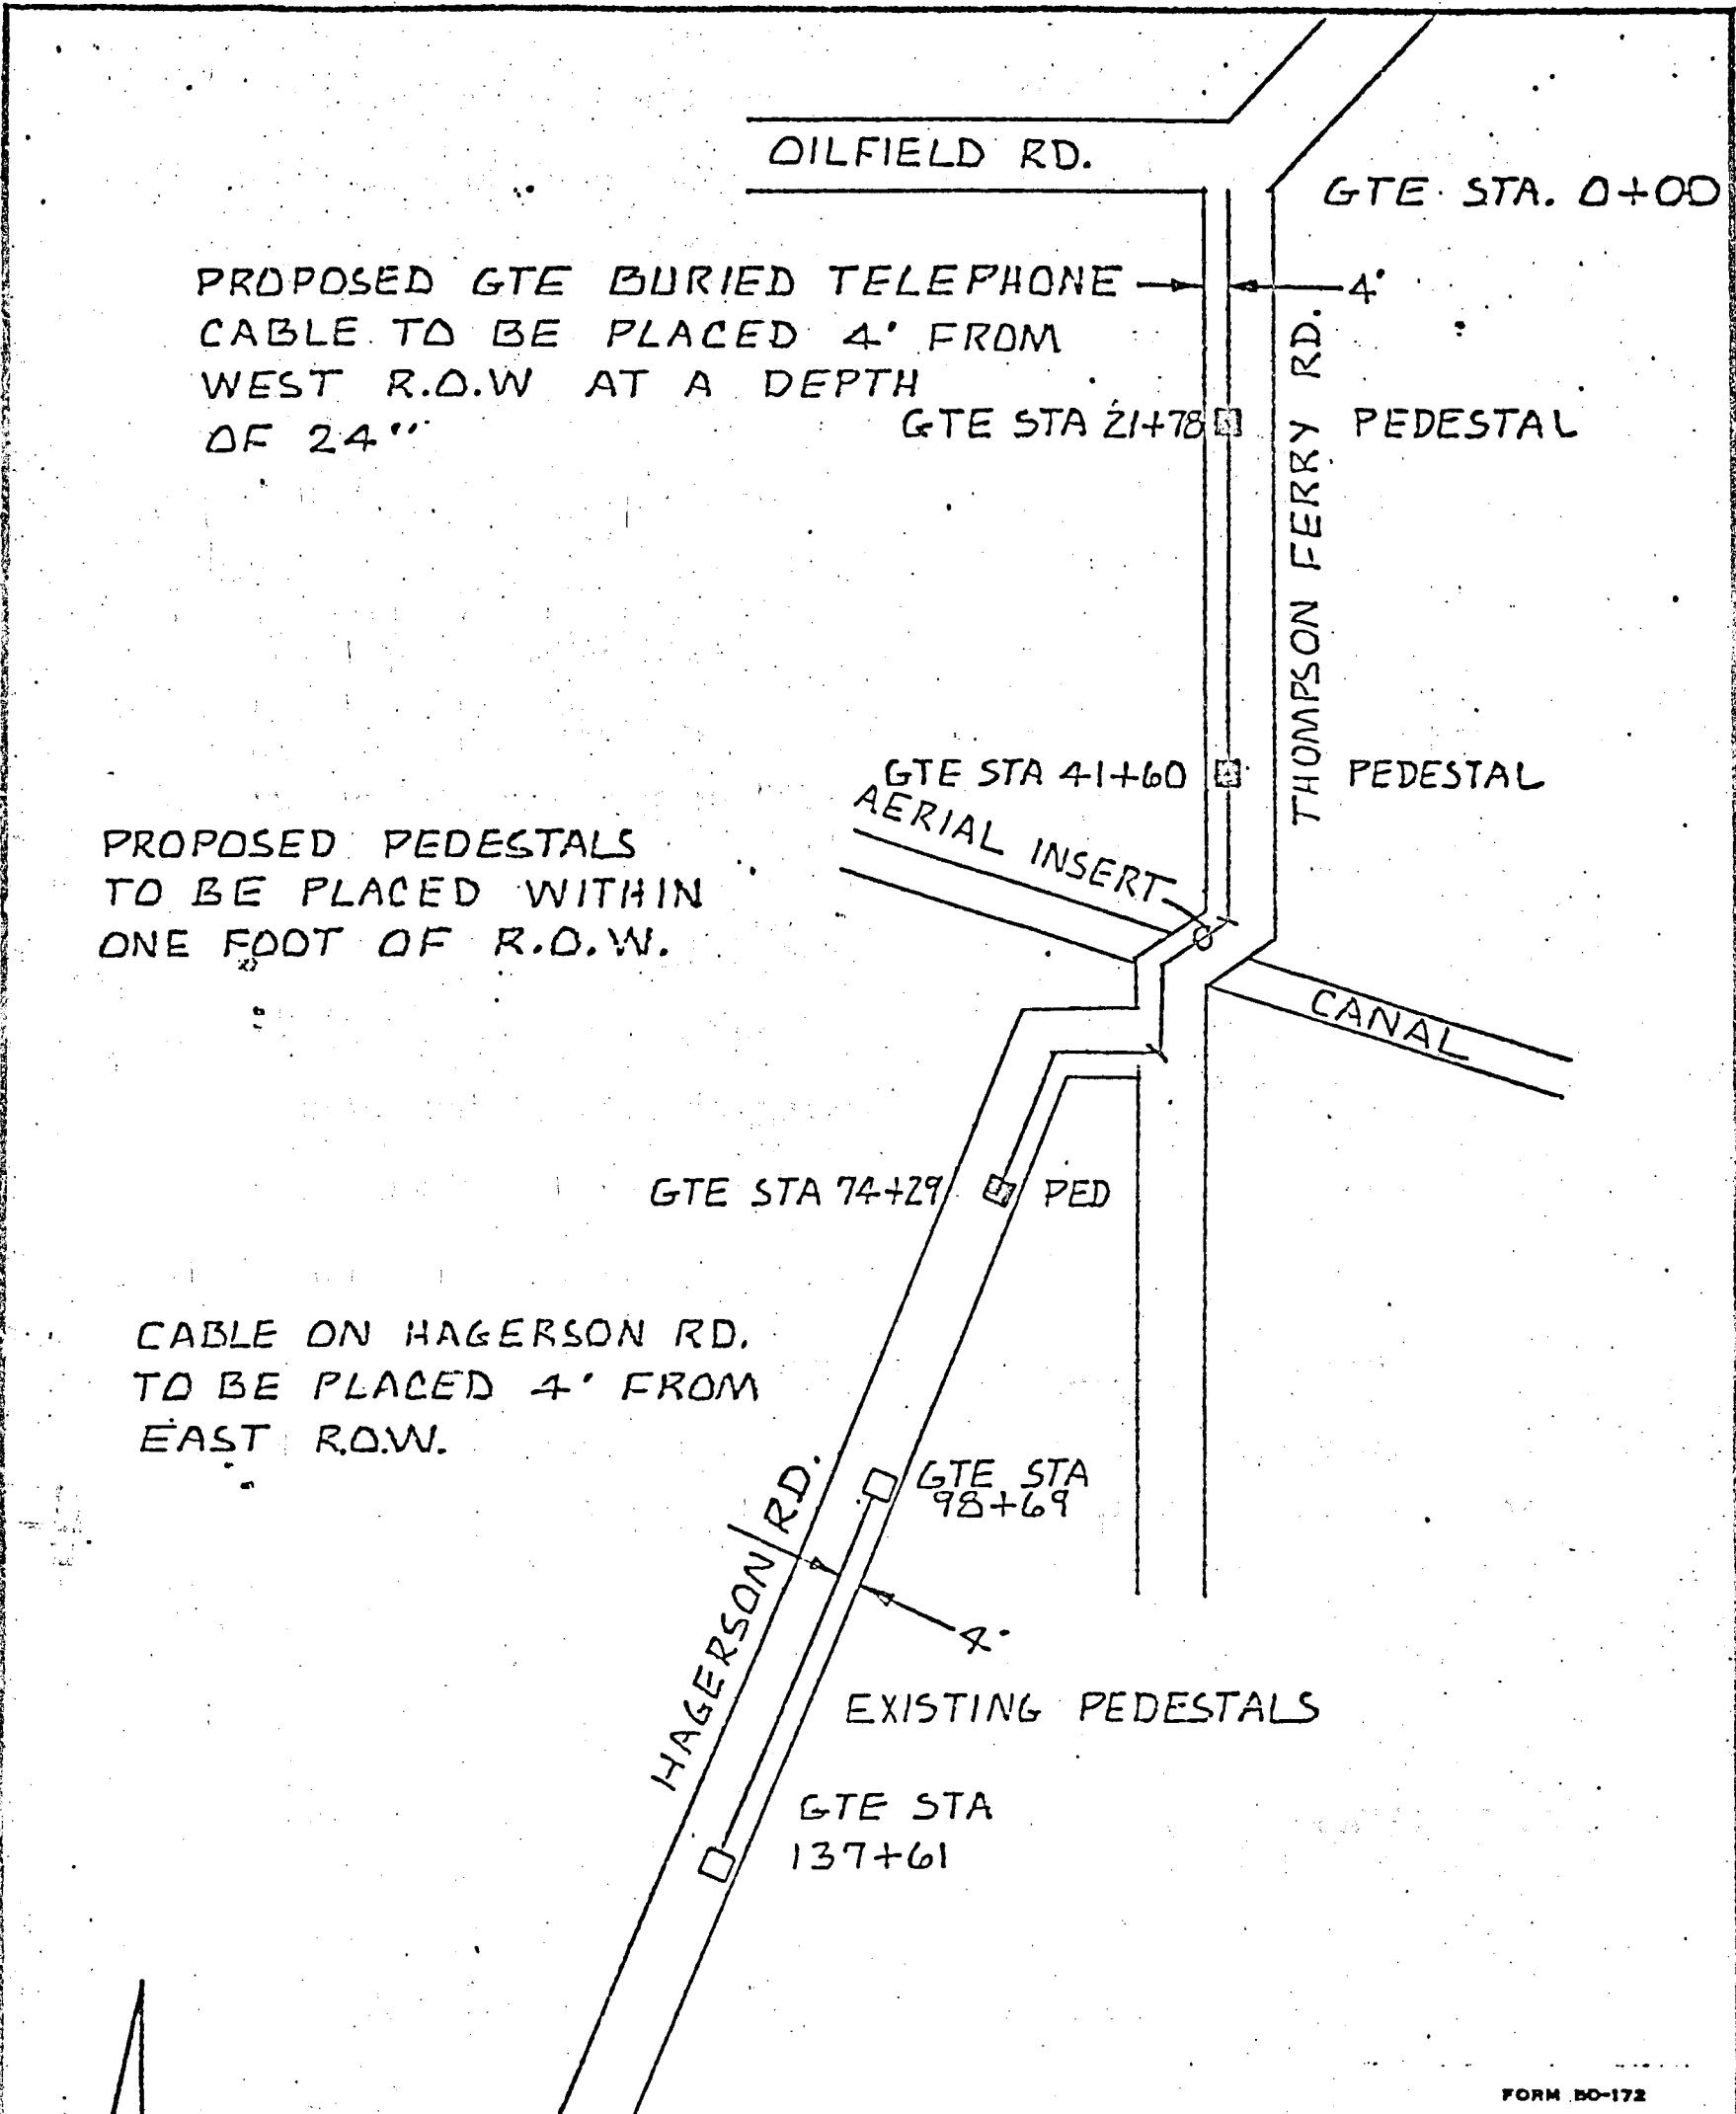 OILFIELD RD.
GTE STA. 0+00
PROPOSED GTE BURIED TELEPHONE
4'
CABLE TO BE PLACED 4' FROM
WEST R.O.W AT A DEPTH
OF 24"
GTE STA 21+78
PEDESTAL
THOMPSON FERRY RD.
GTE STA 41+60
PEDESTAL
AERIAL INSERT
PROPOSED PEDESTALS
TO BE PLACED WITHIN
ONE FOOT OF R.O.W.
CANAL
GTE STA 74+29
PED
CABLE ON HAGERSON RD.
TO BE PLACED 4' FROM
EAST R.O.W.
GTE STA
98+69
HAGERSON RD.
4'
EXISTING PEDESTALS
GTE STA
137+61
FORM BO-172